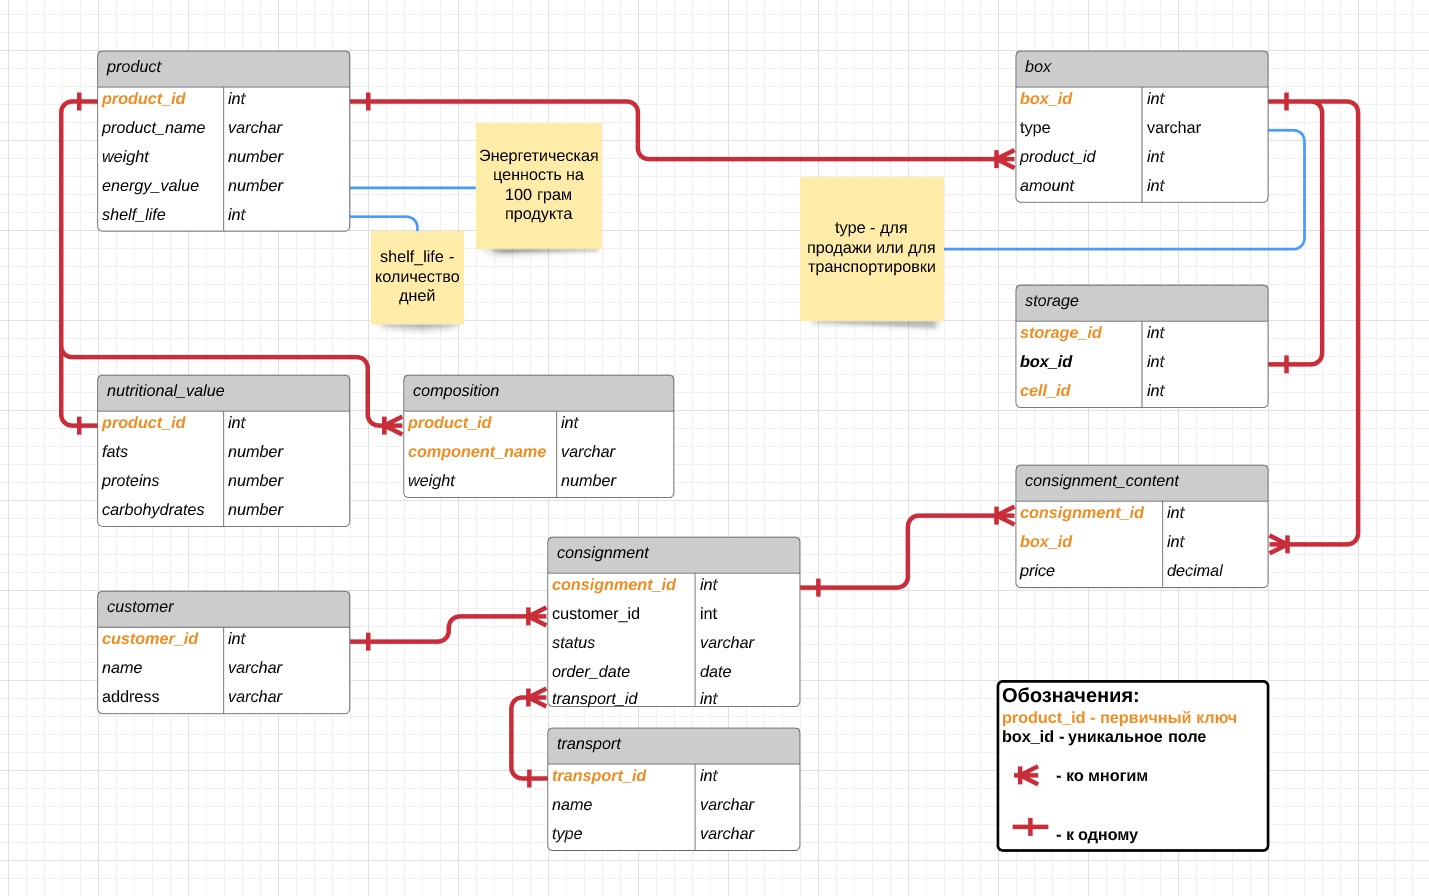 product
product_id int
product_name varchar
weight number
energy_value number
shelf_life int
Энергетическая
ценность на
100 грам
продукта
shelf_life -
количество
дней
box
box_id int
type varchar
product_id int
amount int
type - для
продажи или для
транспортировки
storage
storage_id int
box_id int
cell_id int
nutritional_value
product_id int
fats number
proteins number
carbohydrates number
composition
product_id int
component_name varchar
weight number
consignment_content
consignment_id int
box_id int
price decimal
consignment
consignment_id int
customer_id int
status varchar
order_date date
transport_id int
customer
customer_id int
name varchar
address varchar
transport
transport_id int
name varchar
type varchar
Обозначения:
product_id - первичный ключ
box_id - уникальное поле
- ко многим
- к одному